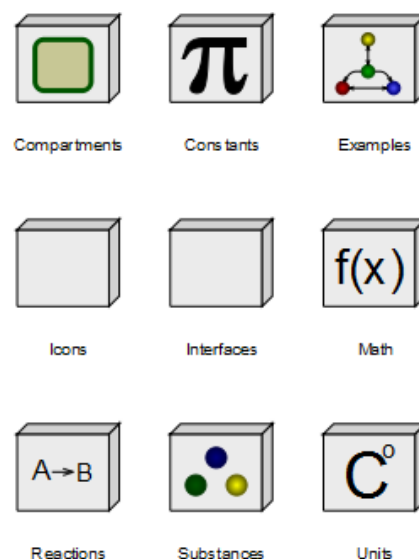 π
Compartments Constants Examples
f(x)
Icons Interfaces Math
A→B
C°
Reactions Substances Units